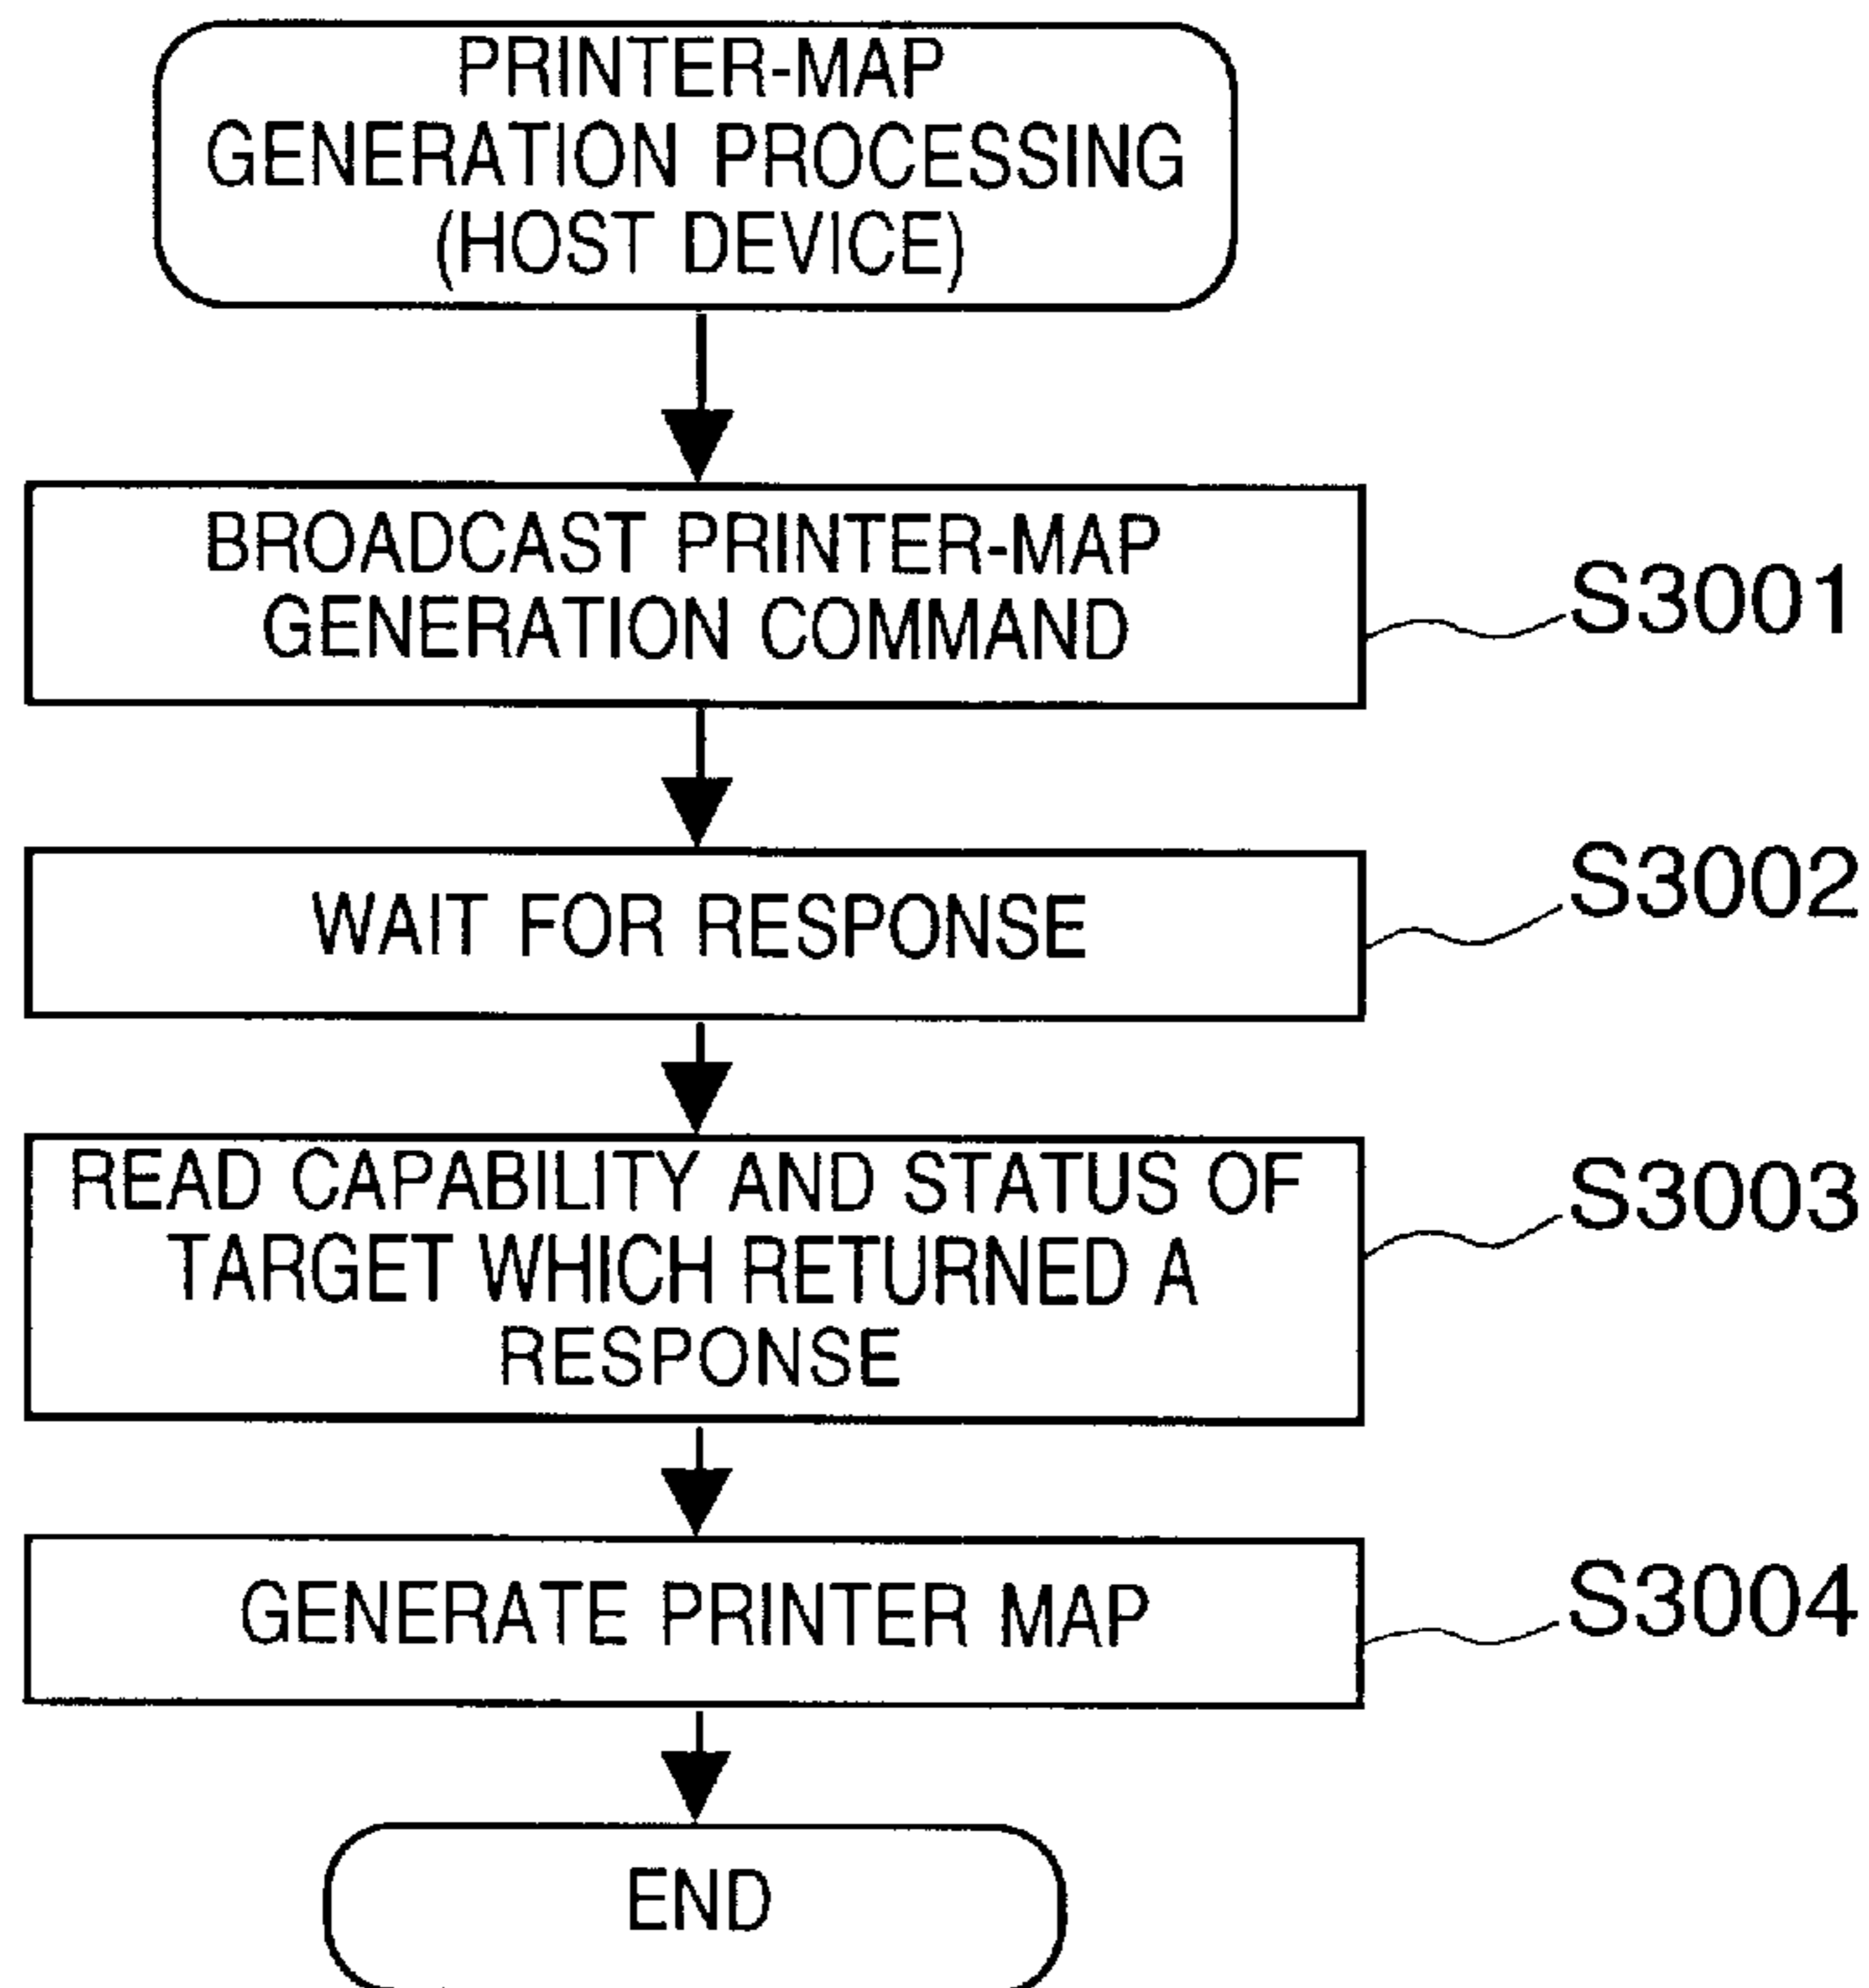 PRINTER-MAP
GENERATION PROCESSING
(HOST DEVICE)
BROADCAST PRINTER-MAP
GENERATION COMMAND
S3001
WAIT FOR RESPONSE
S3002
READ CAPABILITY AND STATUS OF
TARGET WHICH RETURNED A
RESPONSE
S3003
GENERATE PRINTER MAP
S3004
END